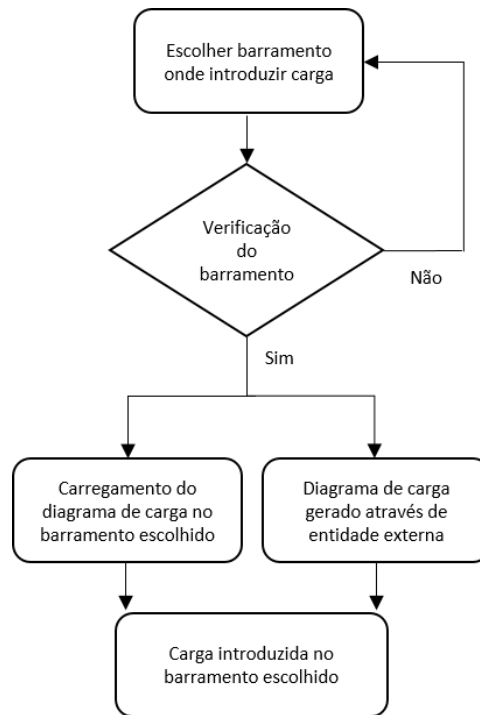 Escolher barramento
onde introduzir carga
Verificação
do
barramento
Não
Sim
Carregamento do
diagrama de carga no
barramento escolhido
Diagrama de carga
gerado através de
entidade externa
Carga introduzida no
barramento escolhido